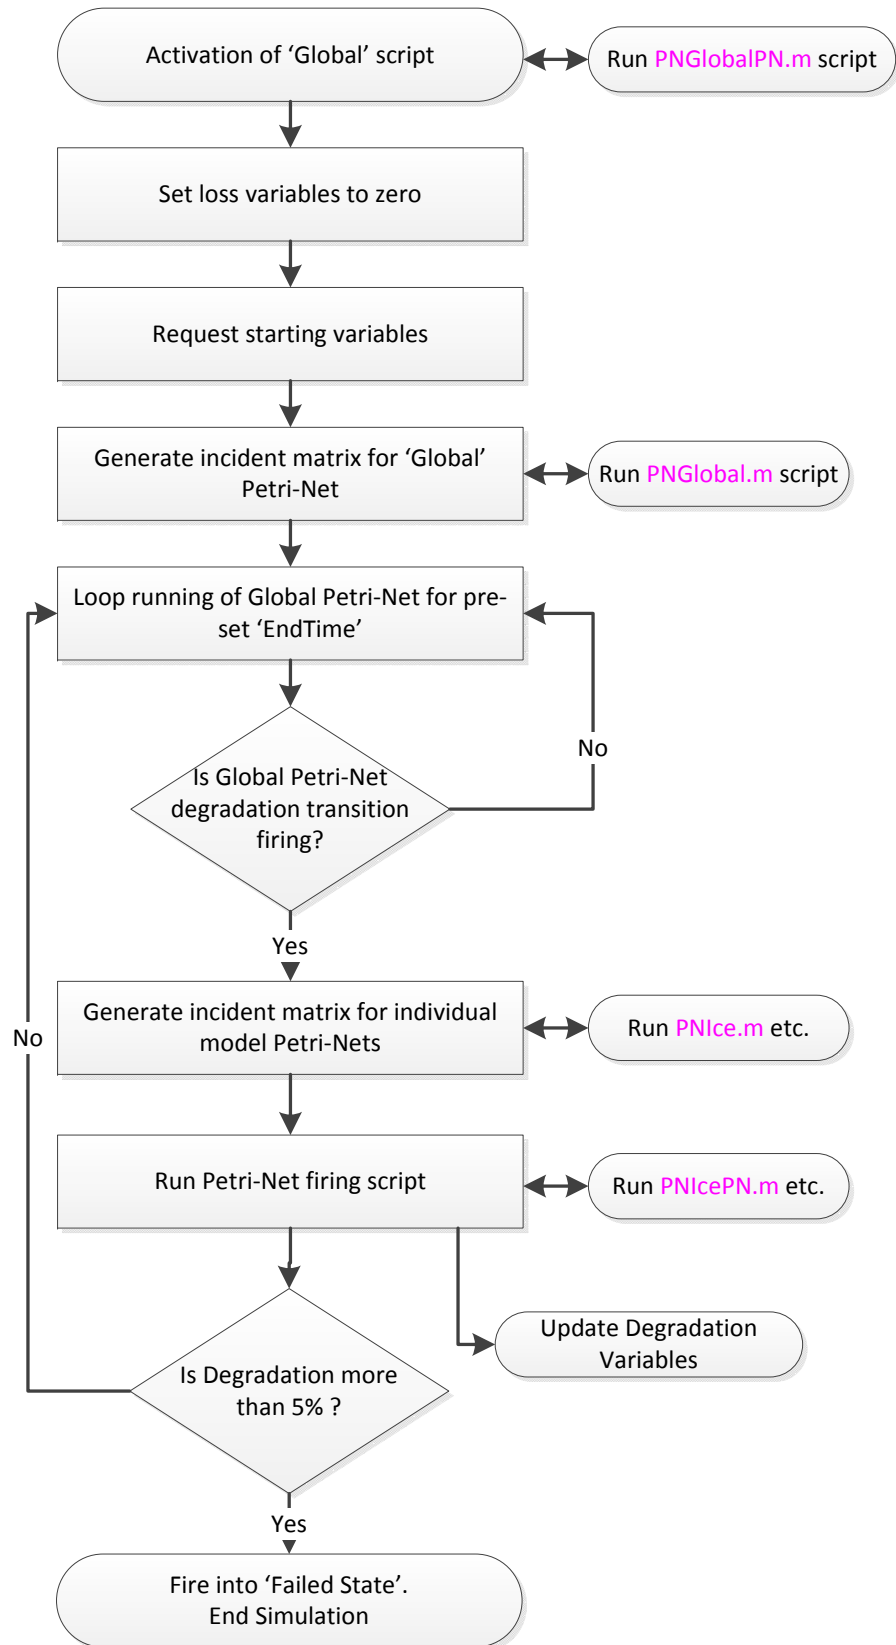 Activation of ‘Global’ script
Run PNGlobalPN.m script
Set loss variables to zero
Request starting variables
Generate incident matrix for ‘Global’
Petri-Net
Run PNGlobal.m script
Loop running of Global Petri-Net for pre-
set ‘EndTime’
No
Is Global Petri-Net
degradation transition
firing?
Yes
Generate incident matrix for individual
model Petri-Nets
Run PNIce.m etc.
No
Run Petri-Net firing script
Run PNIcePN.m etc.
Update Degradation
Variables
Is Degradation more
than 5% ?
Yes
Fire into ‘Failed State’.
End Simulation